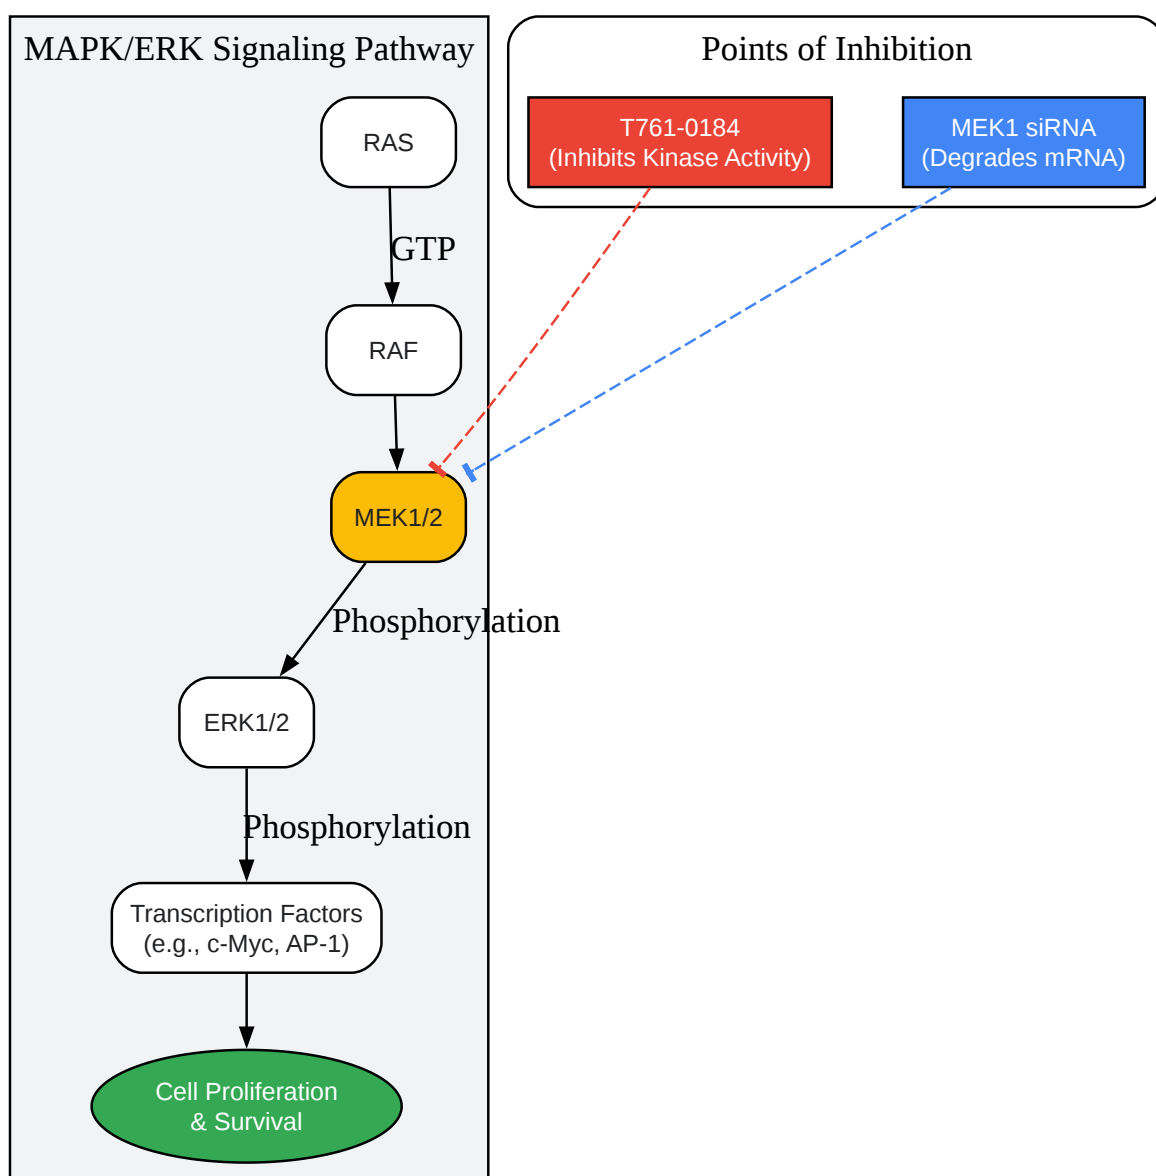 MAPK/ERK Signaling Pathway
RAS
GTP
RAF
MEK1/2
Phosphorylation
ERK1/2
Phosphorylation
Transcription Factors
(e.g., c-Myc, AP-1)
Cell Proliferation
& Survival
Points of Inhibition
T761-0184
(Inhibits Kinase Activity)
MEK1 siRNA
(Degrades mRNA)